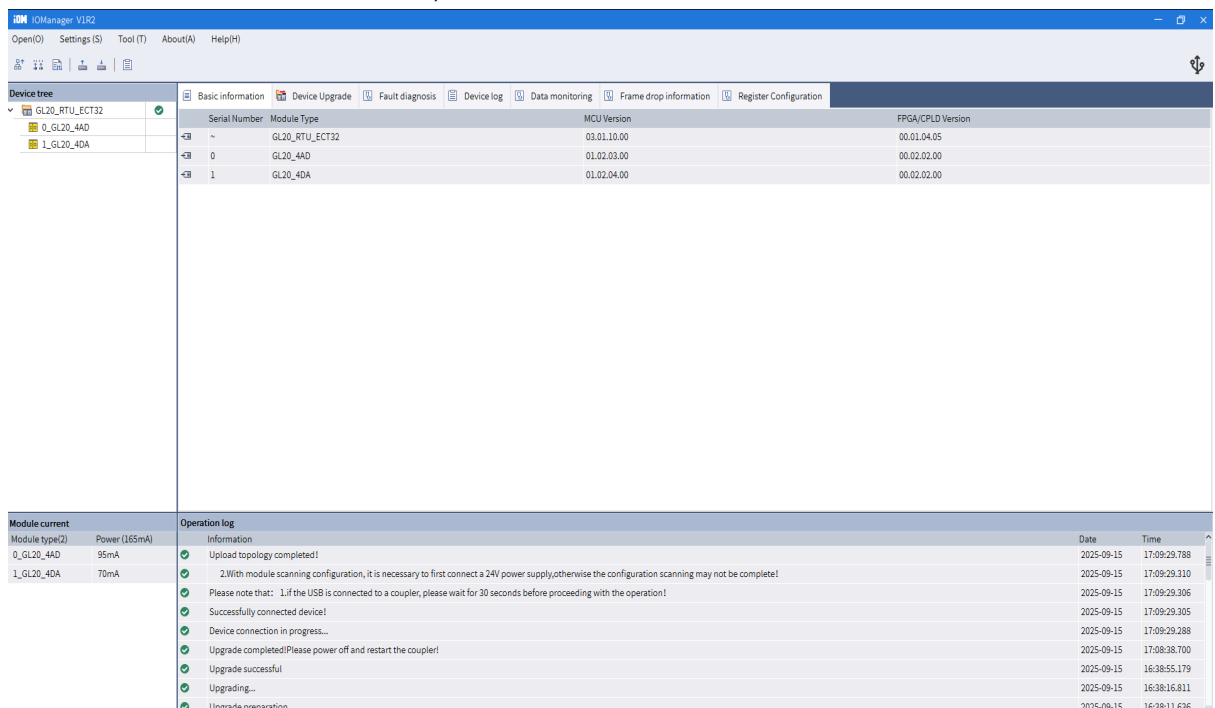 iOM IOManager V1R2
Open(O) Settings (S) Tool (T) About(A) Help(H)
Device tree
GL20_RTU_ECT32
0_GL20_4AD
1_GL20_4DA
Basic information Device Upgrade Fault diagnosis Device log Data monitoring Frame drop information Register Configuration
Serial Number Module Type MCU Version FPGA/CPLD Version
~ GL20_RTU_ECT32 03.01.10.00 00.01.04.05
0 GL20_4AD 01.02.03.00 00.02.02.00
1 GL20_4DA 01.02.04.00 00.02.02.00
Module current
Module type(2) Power (165mA)
0_GL20_4AD 95mA
1_GL20_4DA 70mA
Operation log
Information Date Time
Upload topology completed! 2025-09-15 17:09:29.788
2.With module scanning configuration, it is necessary to first connect a 24V power supply,otherwise the configuration scanning may not be complete! 2025-09-15 17:09:29.310
Please note that: 1.if the USB is connected to a coupler, please wait for 30 seconds before proceeding with the operation! 2025-09-15 17:09:29.306
Successfully connected device! 2025-09-15 17:09:29.305
Device connection in progress... 2025-09-15 17:09:29.288
Upgrade completed!Please power off and restart the coupler! 2025-09-15 17:08:38.700
Upgrade successful 2025-09-15 16:38:55.179
Upgrading... 2025-09-15 16:38:16.811
Upgrade preparation 2025-09-15 16:38:11.636